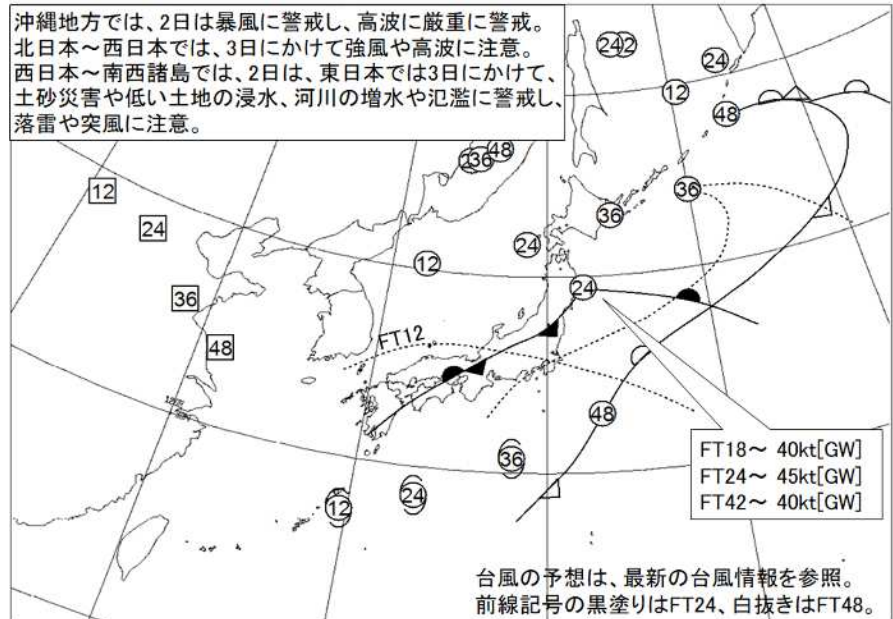 沖縄地方では、2日は暴風に警戒し、高波に厳重に警戒。
北日本～西日本では、3日にかけて強風や高波に注意。
西日本～南西諸島では、2日は、東日本では3日にかけて、
土砂災害や低い土地の浸水、河川の増水や氾濫に警戒し、
落雷や突風に注意。
24
24
12
48
48
36
12
36
24
36
24
12
24
36
FT12
48
48
36
24
12
FT18～ 40kt[GW]
FT24～ 45kt[GW]
FT42～ 40kt[GW]
台風の予想は、最新の台風情報を参照。
前線記号の黒塗りはFT24、白抜きはFT48。